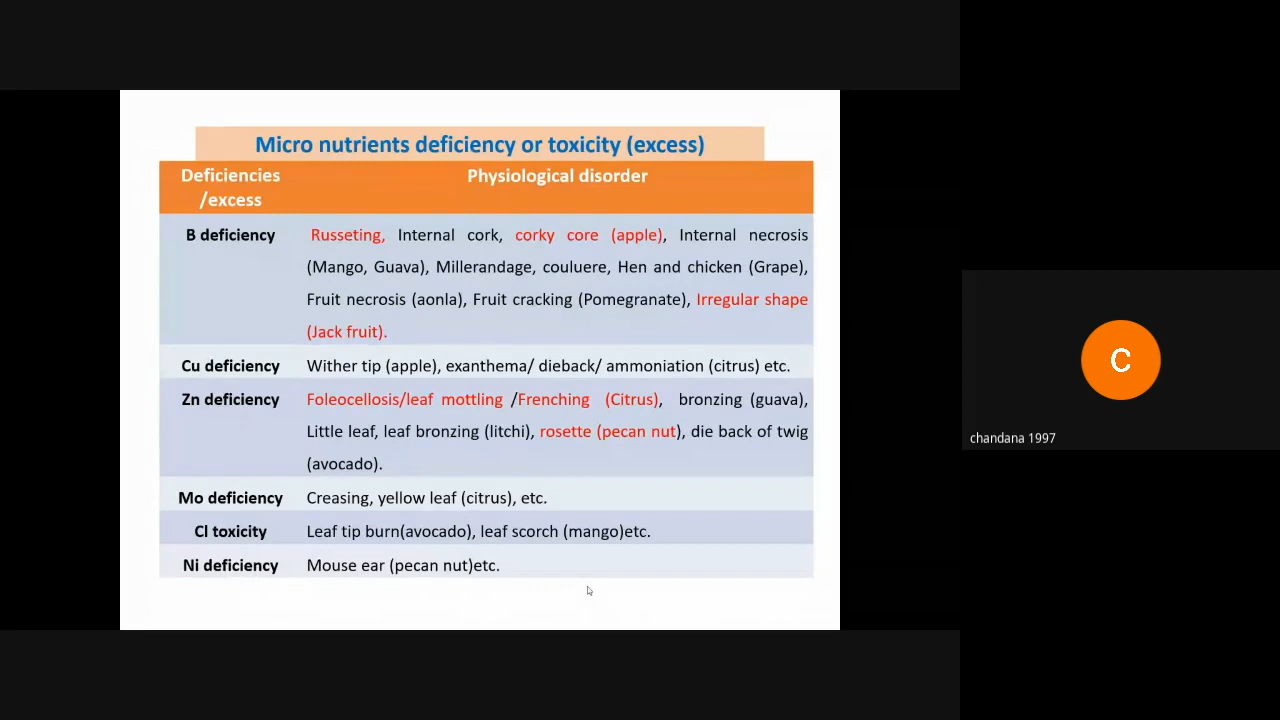 Micro nutrients deficiency or toxicity (excess)
Deficiencies
/excess
Physiological disorder
B deficiency
Russeting, Internal cork, corky core (apple), Internal necrosis
(Mango, Guava), Millerandage, couluere, Hen and chicken (Grape),
Fruit necrosis (aonla), Fruit cracking (Pomegranate), Irregular shape
(Jack fruit).
Cu deficiency
Wither tip (apple), exanthema/ dieback/ ammoniation (citrus) etc.
Zn deficiency
Foleocellosis/leaf mottling /Frenching (Citrus), bronzing (guava),
Little leaf, leaf bronzing (litchi), rosette (pecan nut), die back of twig
(avocado).
Mo deficiency
Creasing, yellow leaf (citrus), etc.
Cl toxicity
Leaf tip burn(avocado), leaf scorch (mango)etc.
Ni deficiency
Mouse ear (pecan nut)etc.
C
chandana 1997